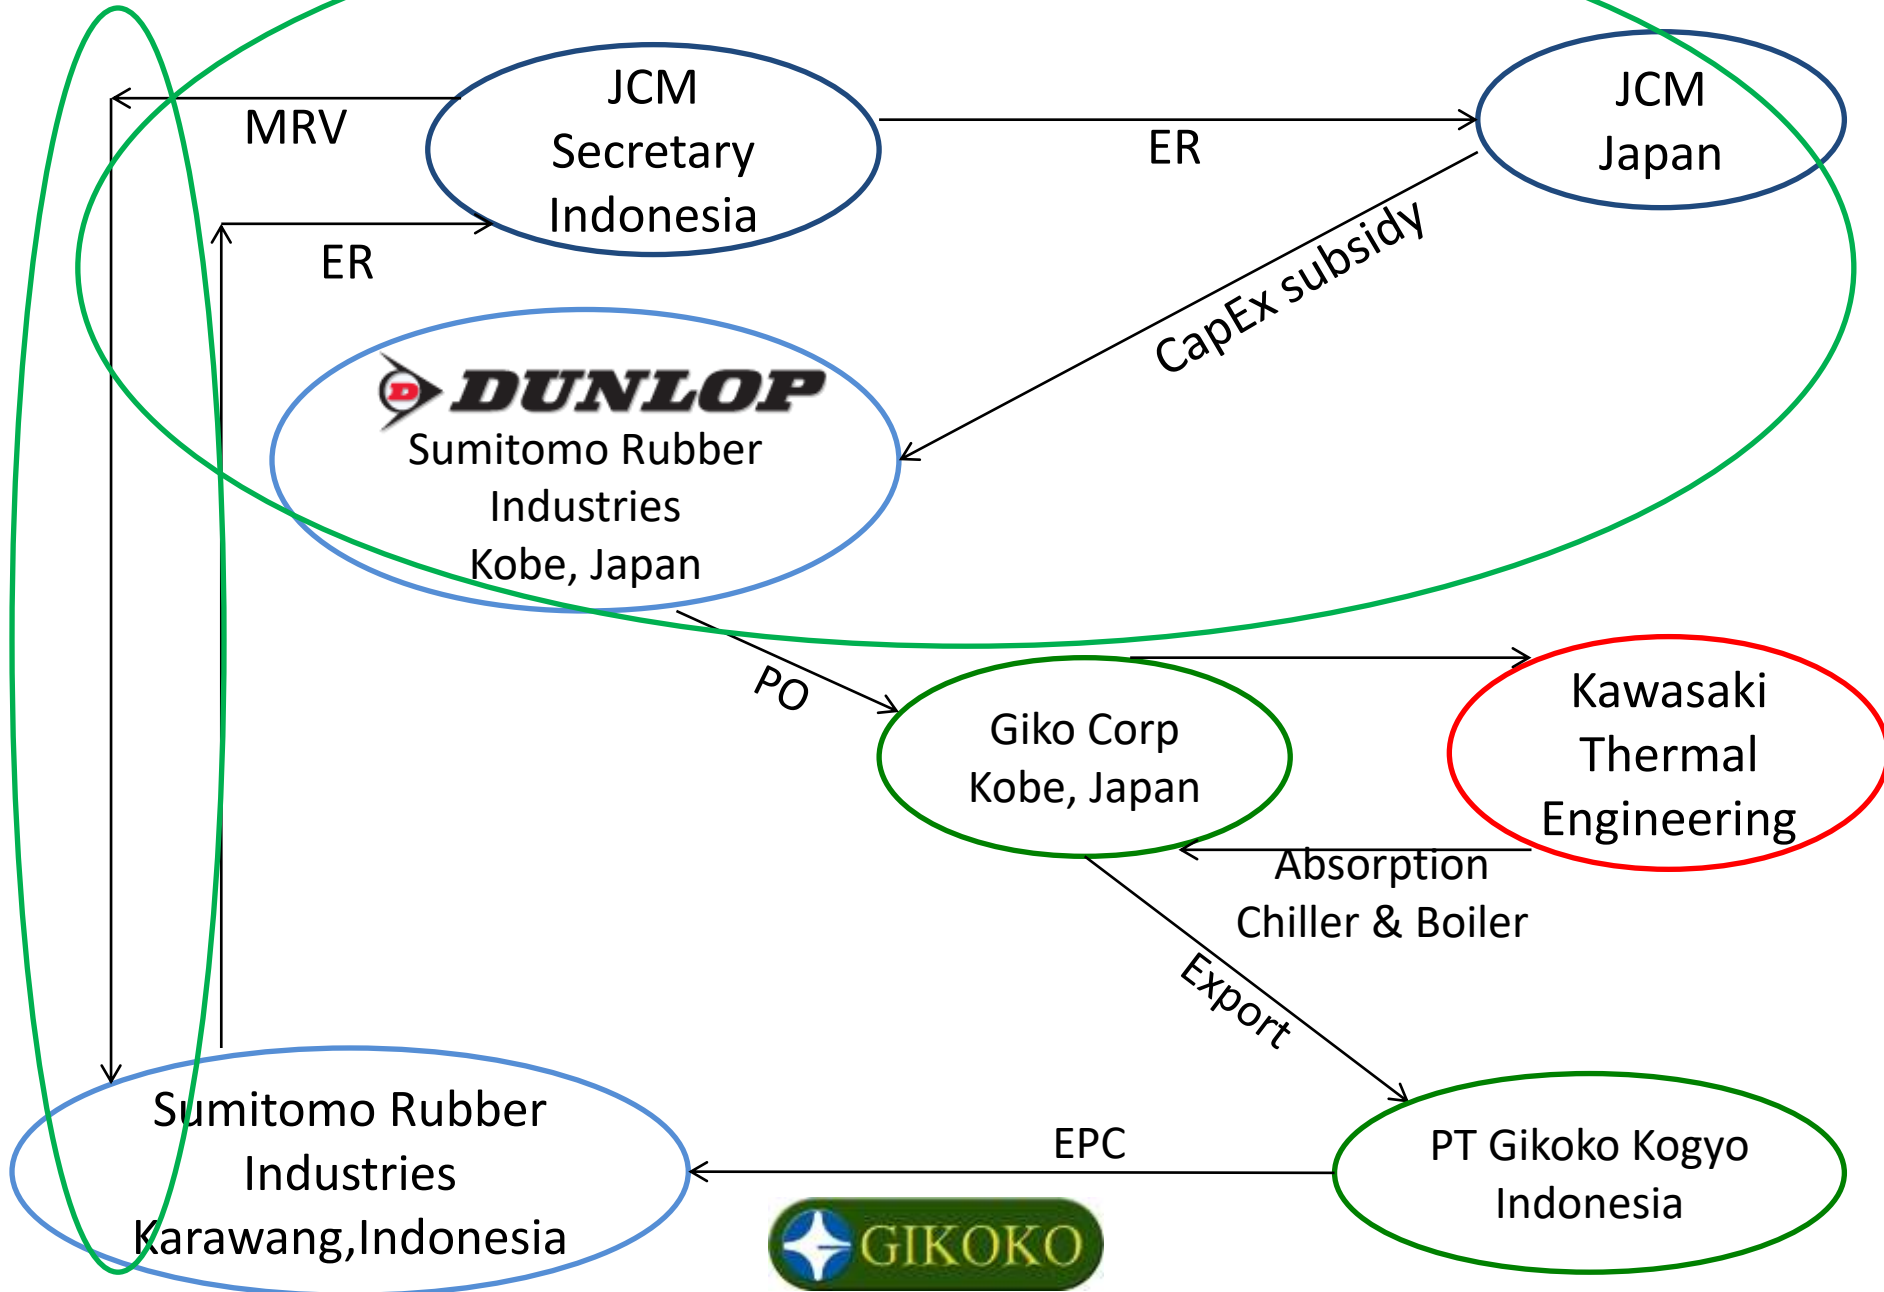 JCM
Secretary
Indonesia
JCM
Japan
MRV
ER
ER
CapEx subsidy
D DUNLOP
Sumitomo Rubber
Industries
Kobe, Japan
PO
Giko Corp
Kobe, Japan
Kawasaki
Thermal
Engineering
Absorption
Chiller & Boiler
Export
Sumitomo Rubber
Industries
Karawang,Indonesia
EPC
PT Gikoko Kogyo
Indonesia
GIKOKO